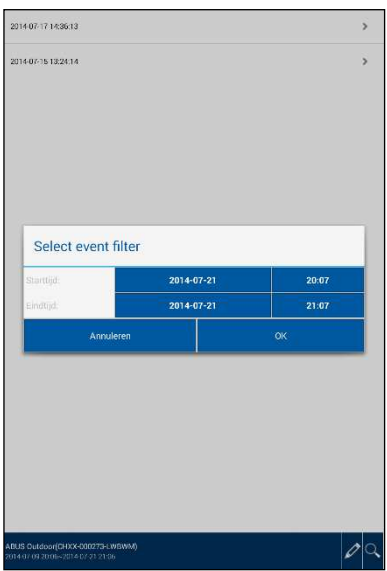 2014-07-17 14:36:13
2014-07-15 13:24:14
Select event filter
Starttijd: 2014-07-21 20:07
Eindtijd: 2014-07-21 21:07
Annuleren OK
ABUS Outdoor(CHXX-000273-LWGWM)
2014-07-09 20:06~2014-07-21 21:06